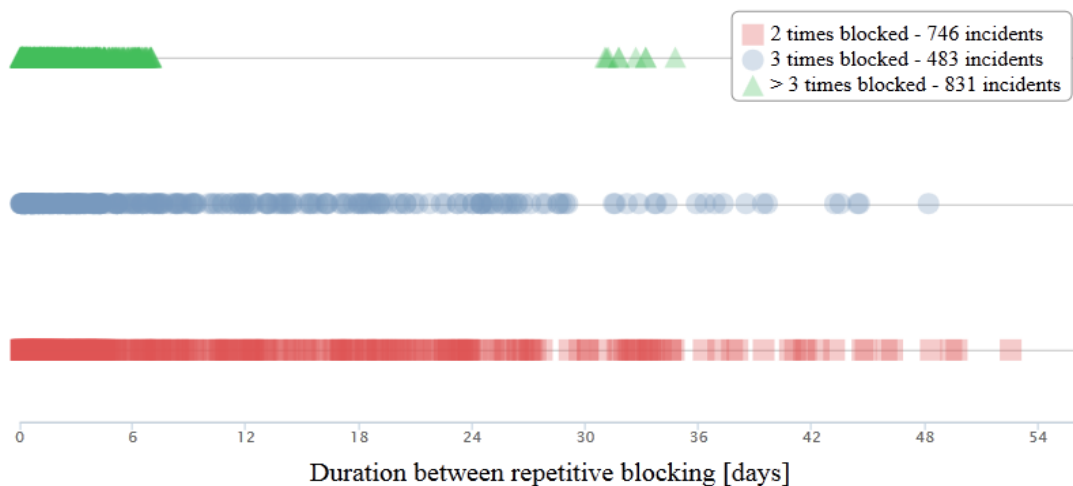 2 times blocked - 746 incidents
3 times blocked - 483 incidents
> 3 times blocked - 831 incidents
0 6 12 18 24 30 36 42 48 54
Duration between repetitive blocking [days]